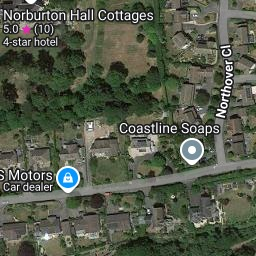 Norburton Hall Cottages
5.0 ★ (10)
4-star hotel
Northover Cl
Coastline Soaps
S Motors
Car dealer